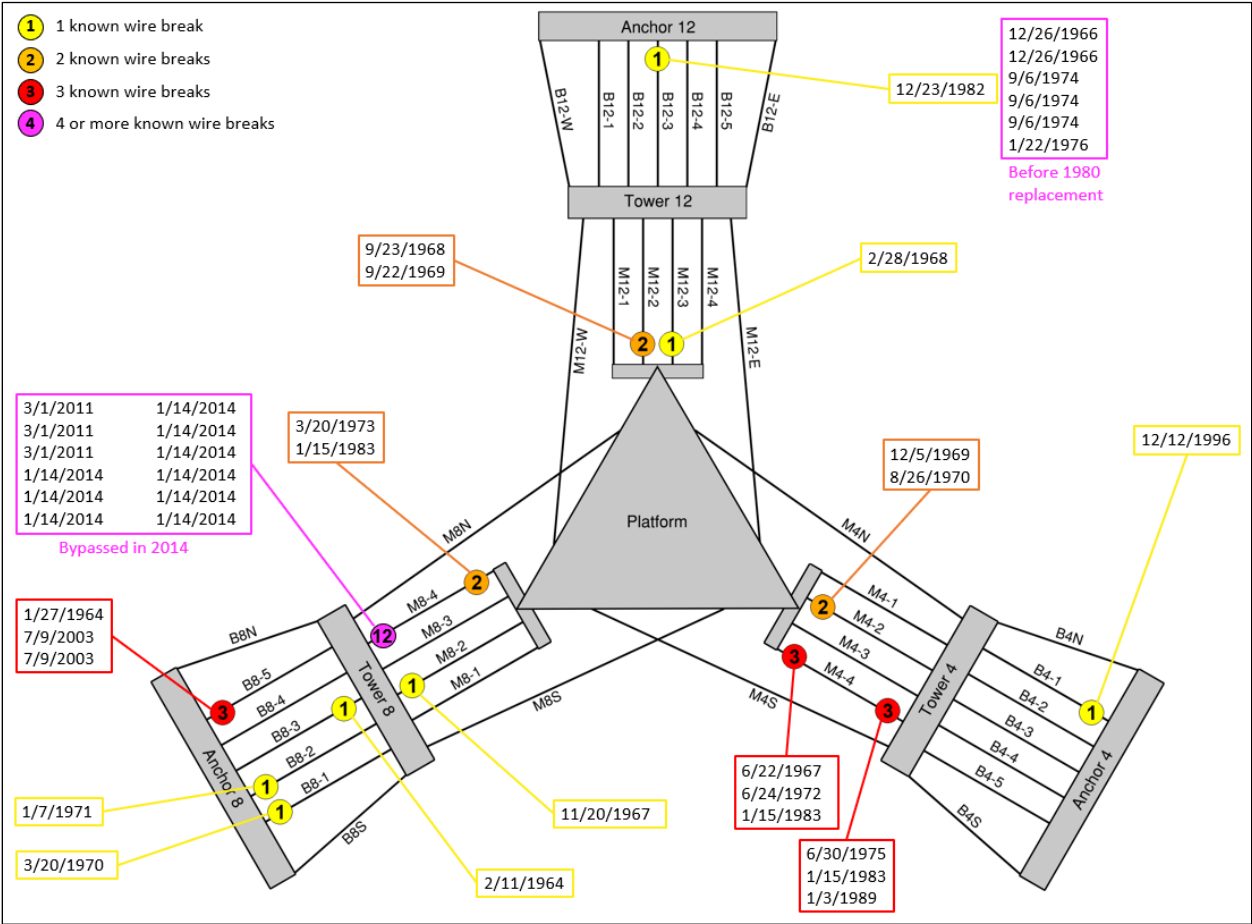 1 1 known wire break
2 2 known wire breaks
3 3 known wire breaks
4 4 or more known wire breaks
Anchor 12
1
12/23/1982
12/26/1966
12/26/1966
9/6/1974
9/6/1974
9/6/1974
1/22/1976
Before 1980
replacement
B12-W
B12-1
B12-2
B12-3
B12-4
B12-5
B12-E
Tower 12
9/23/1968
9/22/1969
2/28/1968
M12-W
M12-1
M12-2
M12-3
M12-4
M12-E
2
1
3/1/2011 1/14/2014
3/1/2011 1/14/2014
3/1/2011 1/14/2014
1/14/2014 1/14/2014
1/14/2014 1/14/2014
1/14/2014 1/14/2014
Bypassed in 2014
3/20/1973
1/15/1983
12/5/1969
8/26/1970
12/12/1996
Platform
M8N
M4N
2
M8-4
M8-3
M8-2
M8-1
12
1
M8S
2
M4-1
M4-2
M4-3
M4-4
3
3
M4S
1/27/1964
7/9/2003
7/9/2003
B8N
Tower 8
B8-5
B8-4
B8-3
B8-2
B8-1
3
1
1
1
Anchor 8
B8S
Tower 4
B4N
B4-1
B4-2
B4-3
B4-4
B4-5
1
Anchor 4
B4S
1/7/1971
3/20/1970
2/11/1964
11/20/1967
6/22/1967
6/24/1972
1/15/1983
6/30/1975
1/15/1983
1/3/1989